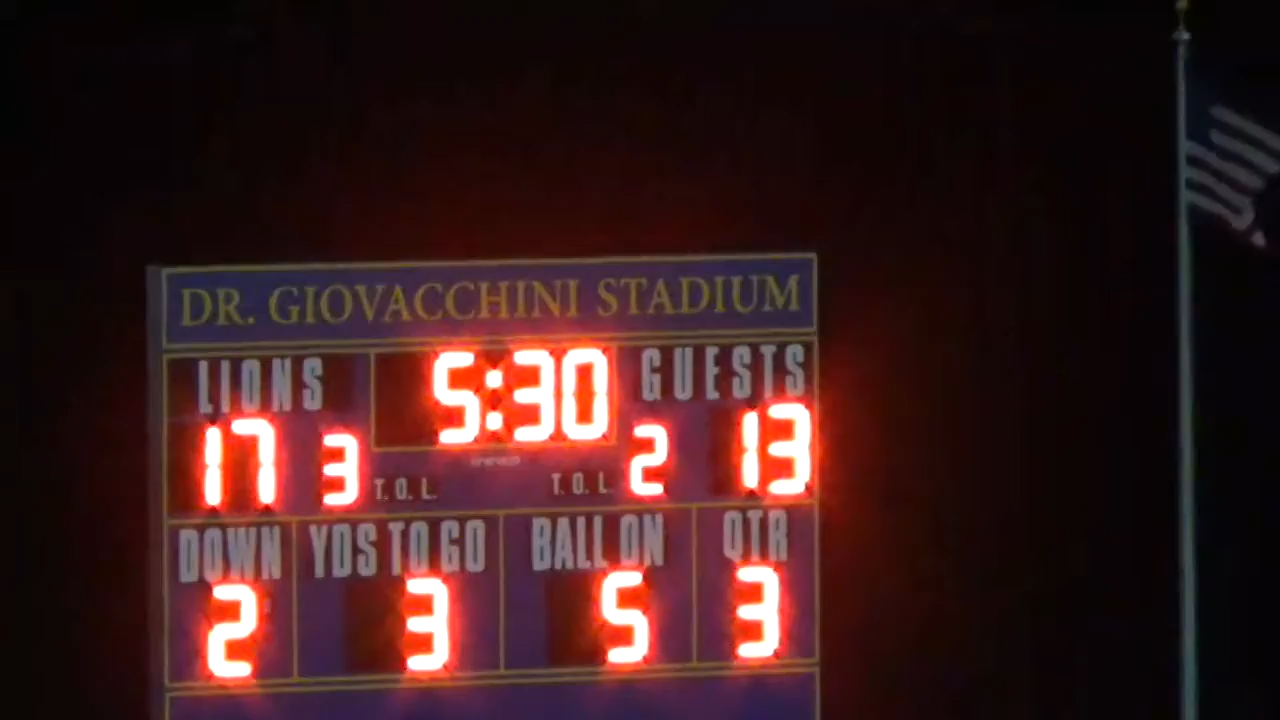 DR. GIOVACCHINI STADIUM
LIONS 5:30 GUESTS
17 3 T.O.L. T.O.L. 2 13
DOWN YDS TO GO BALL ON QTR
2 3 5 3